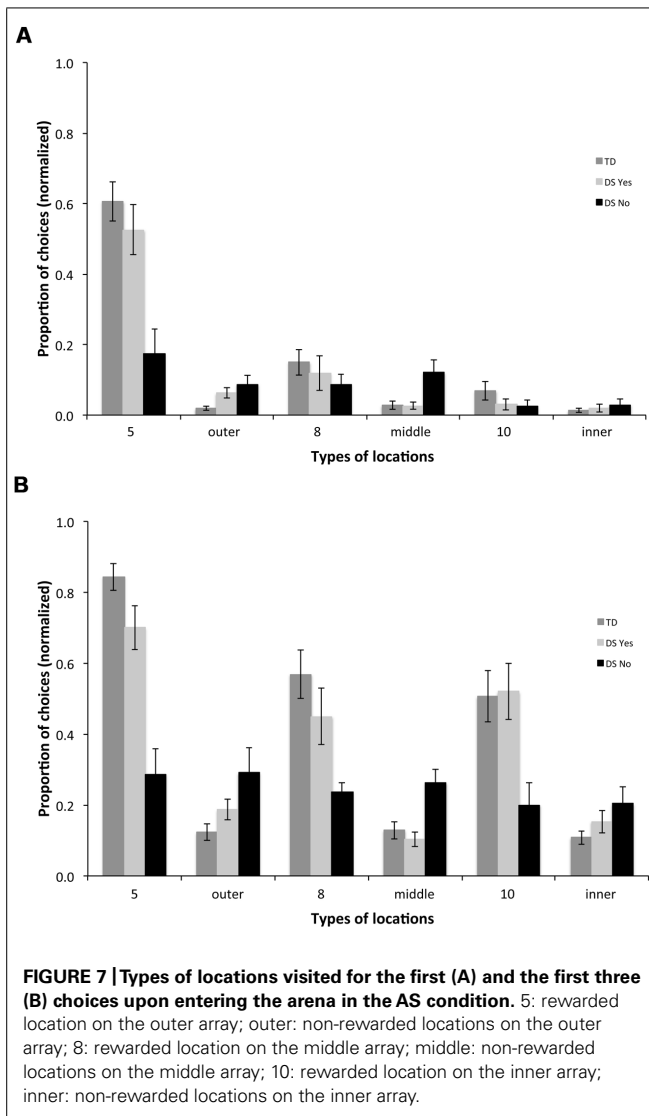 A
1.0
0.8
0.6
0.4
0.2
0.0
Proportion of choices (normalized)
TD
DS Yes
DS No
5 outer 8 middle 10 inner
Types of locations
B
1.0
0.8
0.6
0.4
0.2
0.0
Proportion of choices (normalized)
TD
DS Yes
DS No
5 outer 8 middle 10 inner
Types of locations
FIGURE 7 | Types of locations visited for the first (A) and the first three
(B) choices upon entering the arena in the AS condition. 5: rewarded
location on the outer array; outer: non-rewarded locations on the outer
array; 8: rewarded location on the middle array; middle: non-rewarded
locations on the middle array; 10: rewarded location on the inner array;
inner: non-rewarded locations on the inner array.